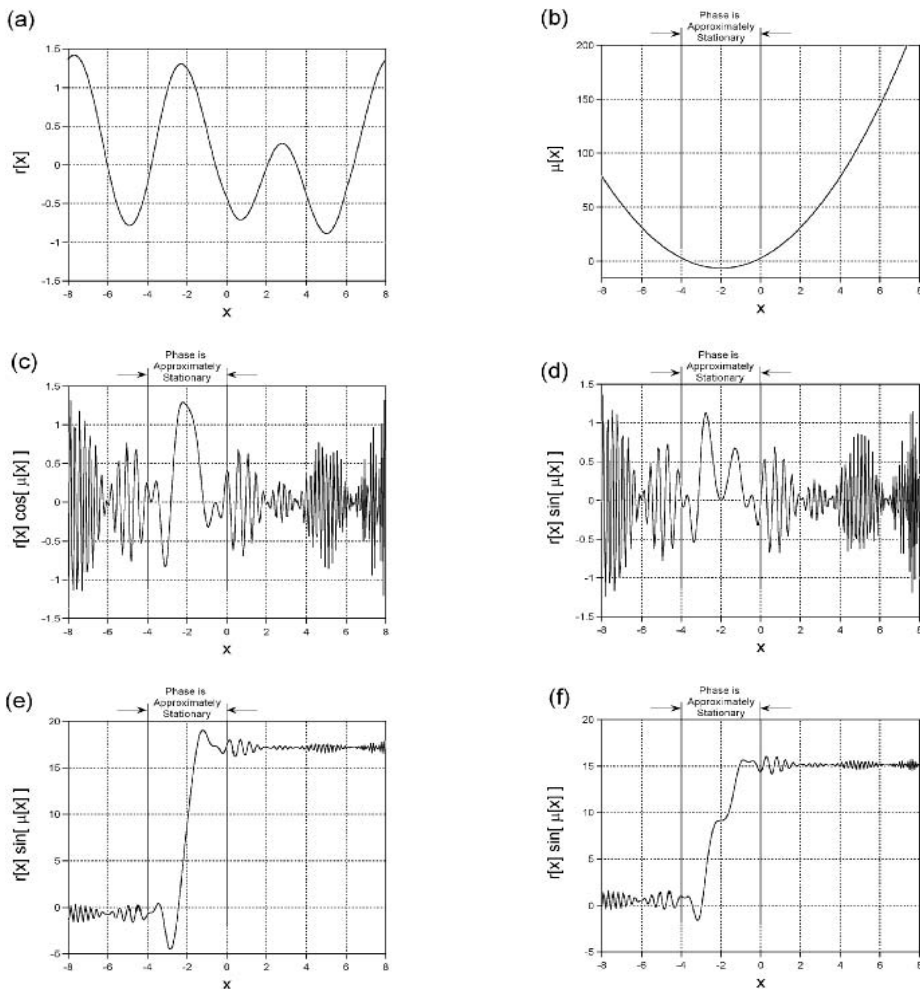 (a)
1.5
1
0.5
0
-0.5
-1
-1.5
r[x]
-8 -6 -4 -2 0 2 4 6 8
x
(b)
Phase is
Approximately
Stationary
200
150
100
50
0
μ[x]
-8 -6 -4 -2 0 2 4 6 8
x
(c)
Phase is
Approximately
Stationary
1.5
1
0.5
0
-0.5
-1
-1.5
r[x] cos[ μ[x] ]
-8 -6 -4 -2 0 2 4 6 8
x
(d)
Phase is
Approximately
Stationary
1.5
1
0.5
0
-0.5
-1
-1.5
r[x] sin[ μ[x] ]
-8 -6 -4 -2 0 2 4 6 8
x
(e)
Phase is
Approximately
Stationary
20
15
10
5
0
-5
r[x] sin[ μ[x] ]
-8 -6 -4 -2 0 2 4 6 8
x
(f)
Phase is
Approximately
Stationary
20
15
10
5
0
-5
r[x] sin[ μ[x] ]
-8 -6 -4 -2 0 2 4 6 8
x